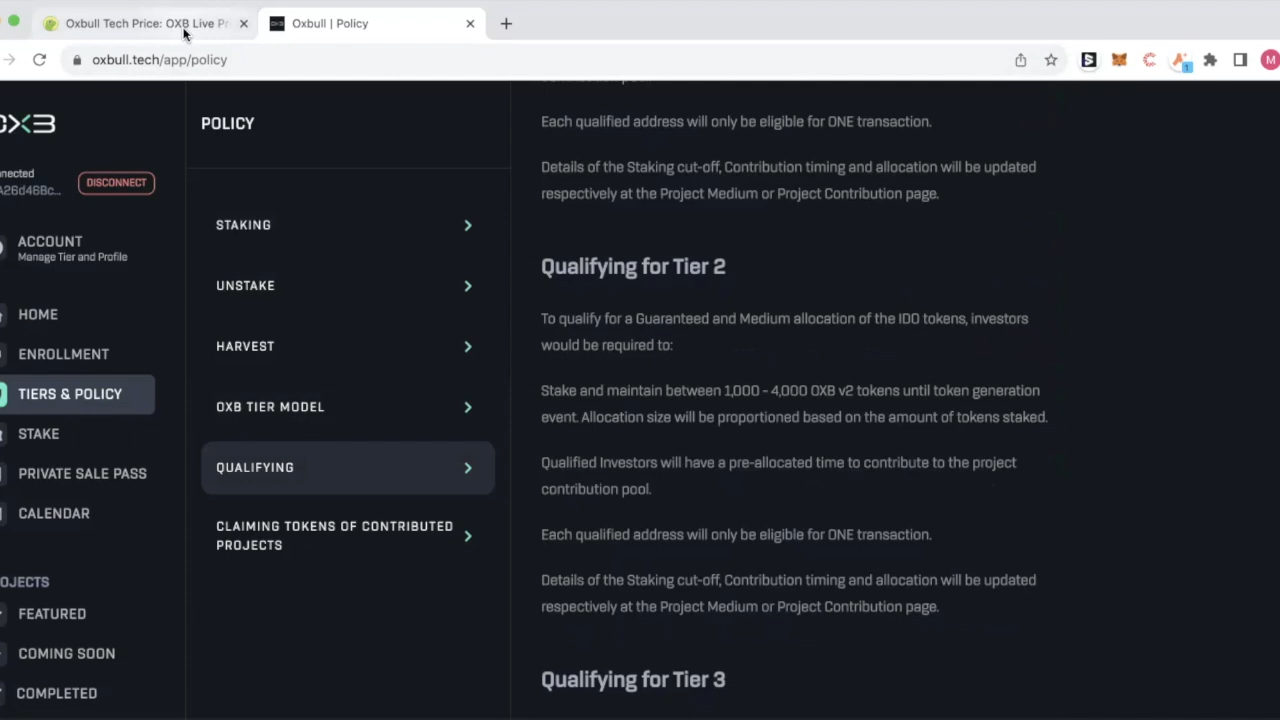 Oxbull Tech Price: OXB Live Pri
Oxbull | Policy
oxbull.tech/app/policy
1
M
OXB
nnected
A26d468c...
DISCONNECT
ACCOUNT
Manage Tier and Profile
HOME
ENROLLMENT
TIERS & POLICY
STAKE
PRIVATE SALE PASS
CALENDAR
OJECTS
FEATURED
COMING SOON
COMPLETED
POLICY
STAKING
UNSTAKE
HARVEST
OXB TIER MODEL
QUALIFYING
CLAIMING TOKENS OF CONTRIBUTED
PROJECTS
Each qualified address will only be eligible for ONE transaction.
Details of the Staking cut-off, Contribution timing and allocation will be updated
respectively at the Project Medium or Project Contribution page.
Qualifying for Tier 2
To qualify for a Guaranteed and Medium allocation of the IDO tokens, investors
would be required to:
Stake and maintain between 1,000 - 4,000 OXB v2 tokens until token generation
event. Allocation size will be proportioned based on the amount of tokens staked.
Qualified Investors will have a pre-allocated time to contribute to the project
contribution pool.
Each qualified address will only be eligible for ONE transaction.
Details of the Staking cut-off, Contribution timing and allocation will be updated
respectively at the Project Medium or Project Contribution page.
Qualifying for Tier 3